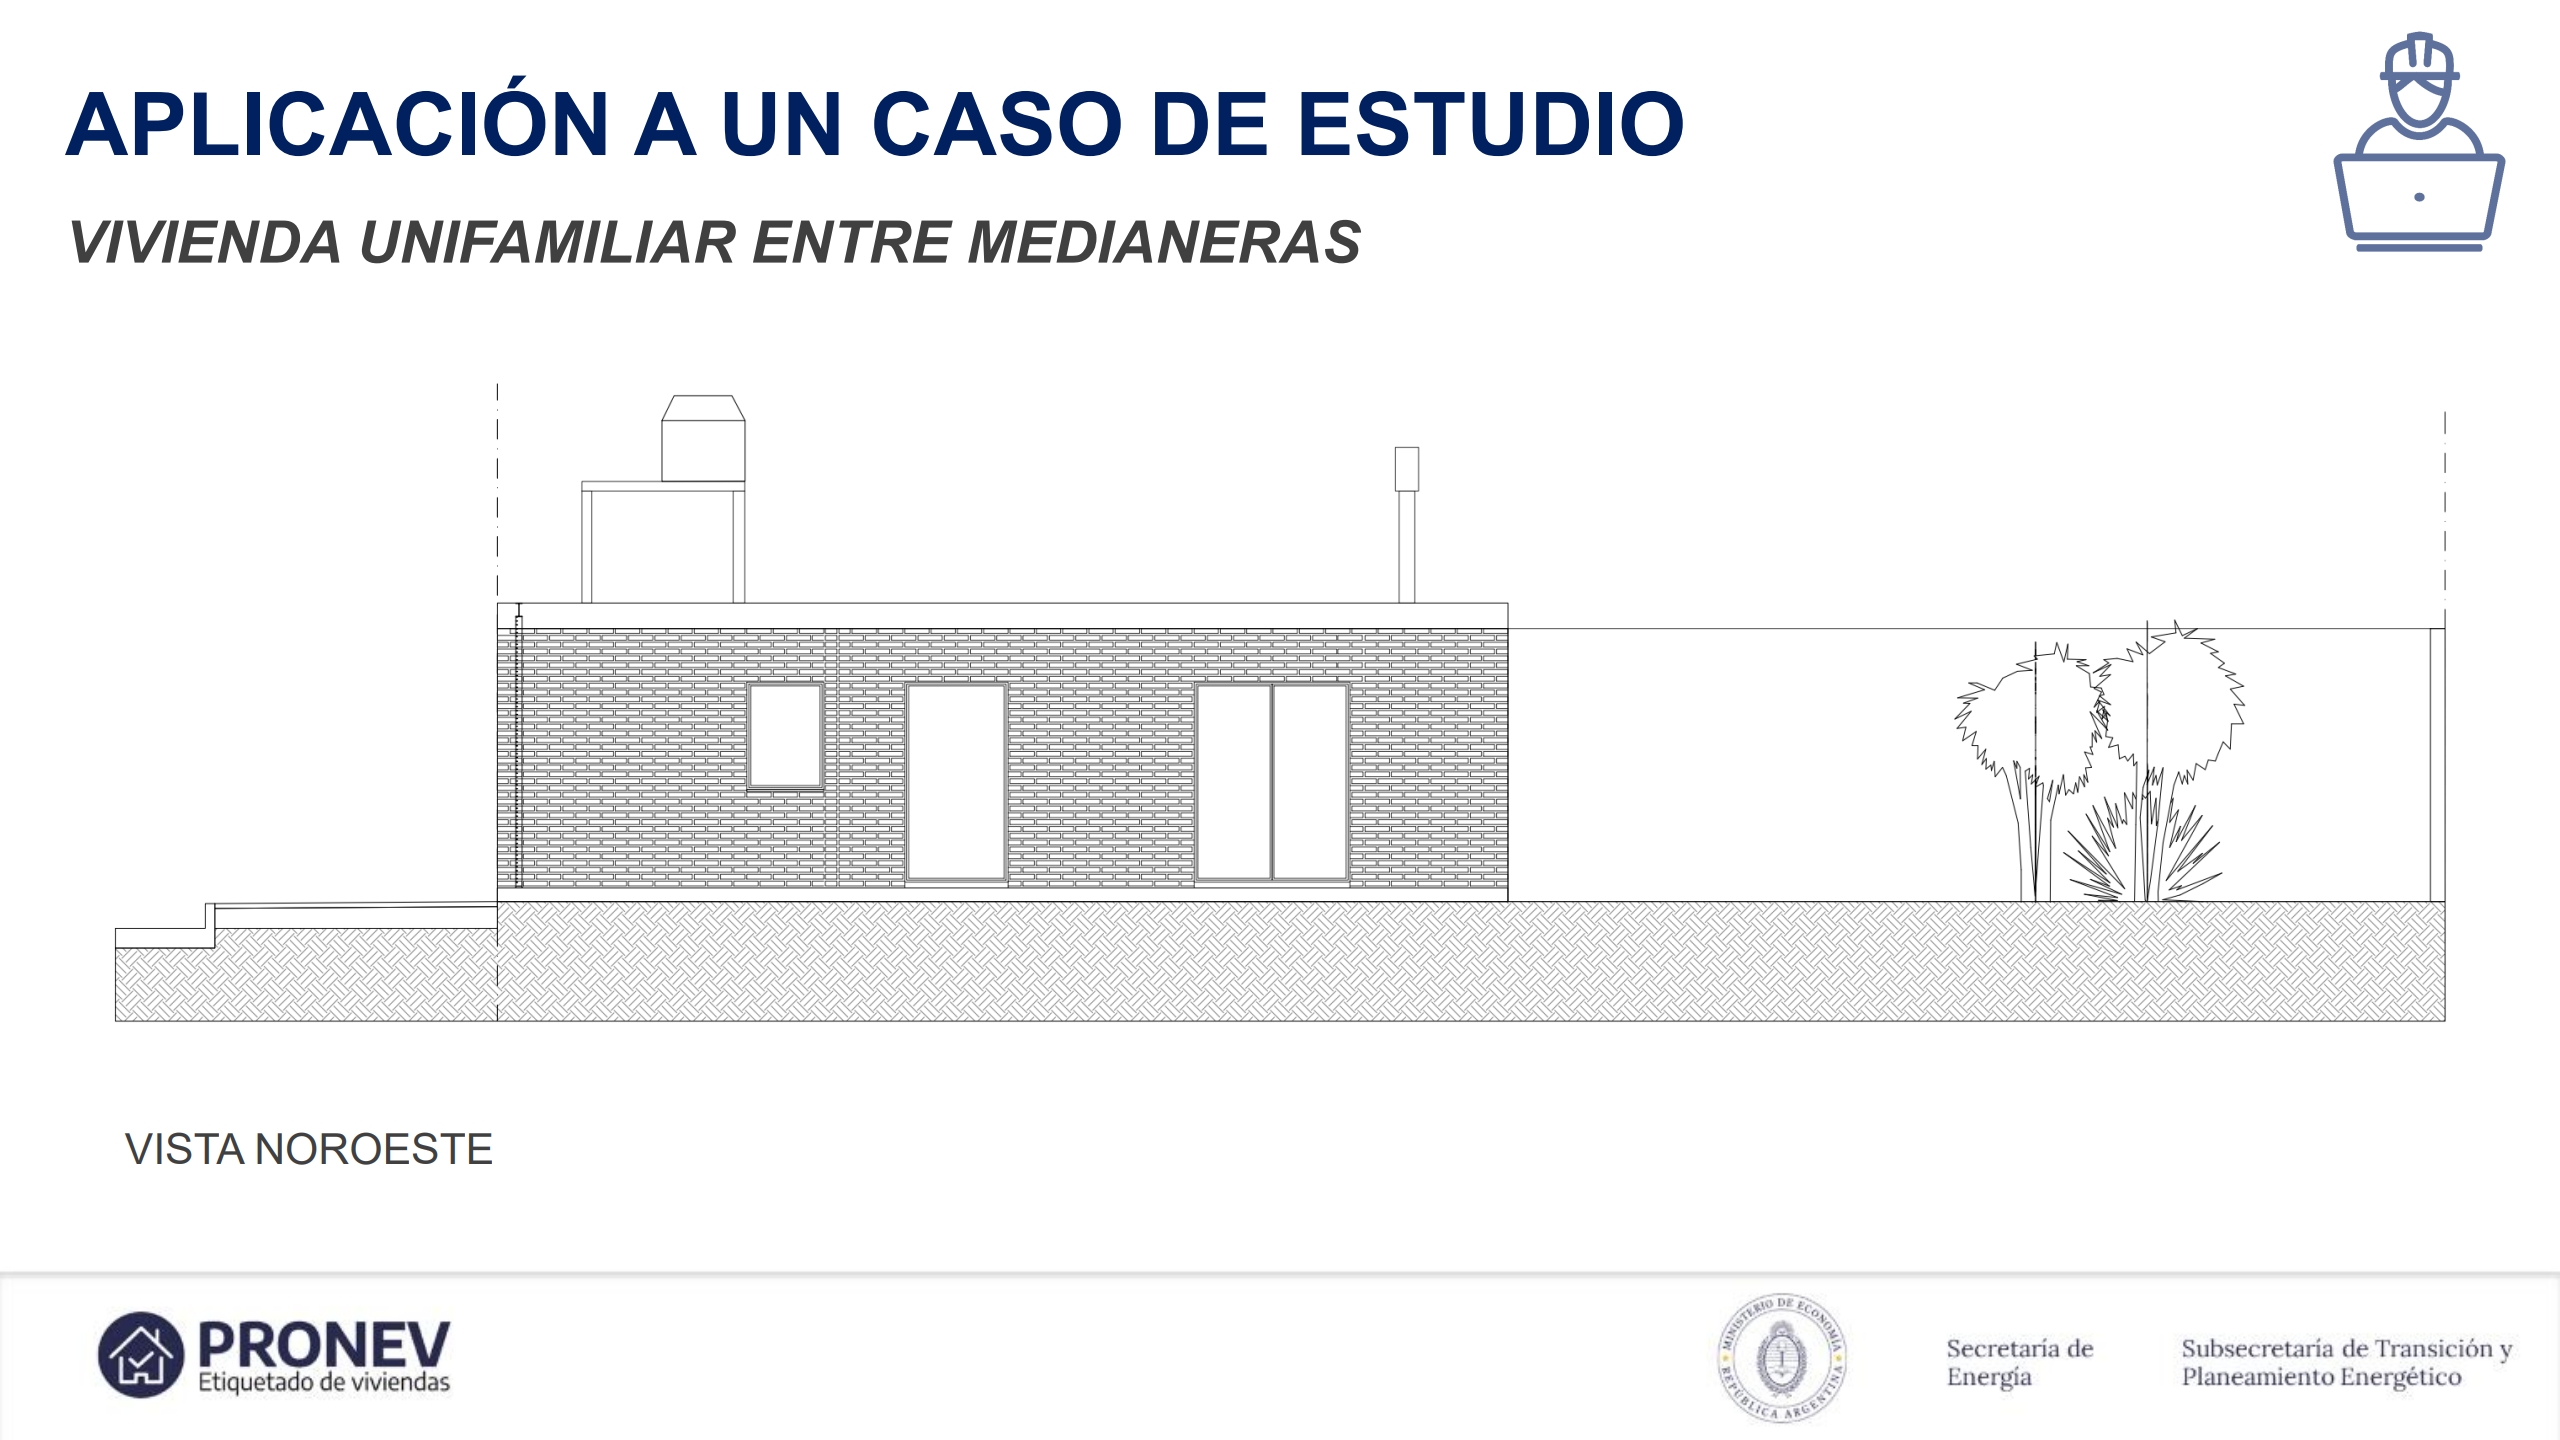 APLICACIÓN A UN CASO DE ESTUDIO
VIVIENDA UNIFAMILIAR ENTRE MEDIANERAS
VISTA NOROESTE
PRONEV
Etiquetado de viviendas
MINISTERIO DE ECONOMÍA
REPÚBLICA ARGENTINA
Secretaría de
Energía
Subsecretaría de Transición y
Planeamiento Energético